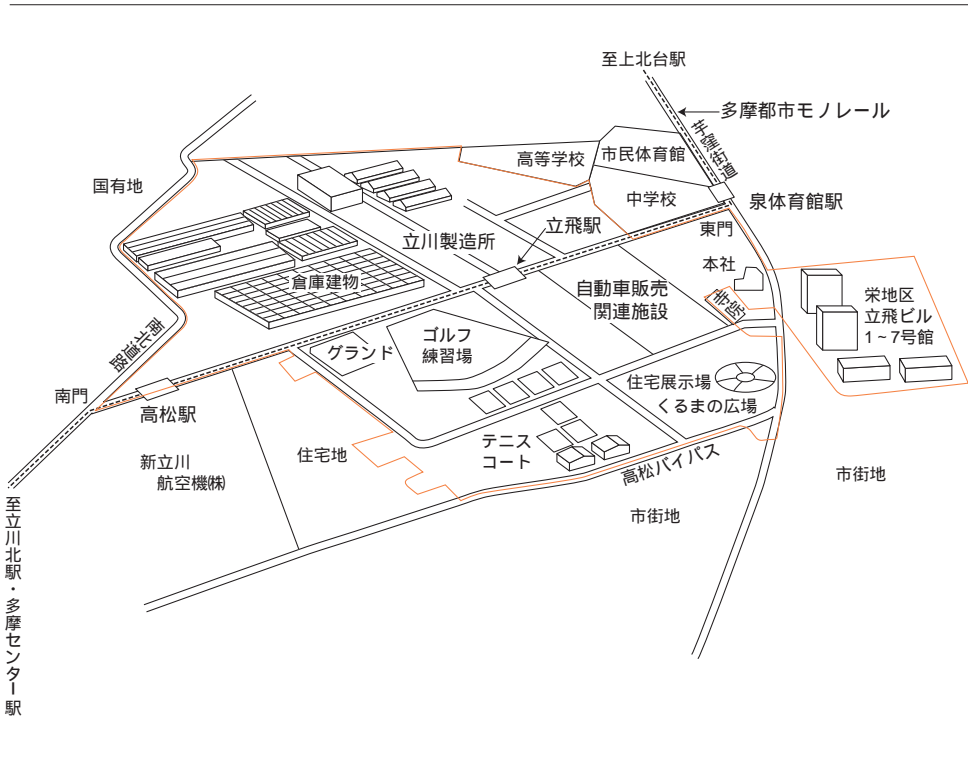 至上北台駅
多摩都市モノレール
芋窪街道
高等学校
市民体育館
国有地
中学校
泉体育館駅
立飛駅
東門
立川製造所
本社
倉庫建物
自動車販売
関連施設
寺院
栄地区
立飛ビル
1~7号館
南北道路
グランド
ゴルフ
練習場
住宅展示場
くるまの広場
南門
高松駅
テニス
コート
住宅地
新立川
航空機㈱
高松バイパス
市街地
市街地
至立川北駅・多摩センター駅